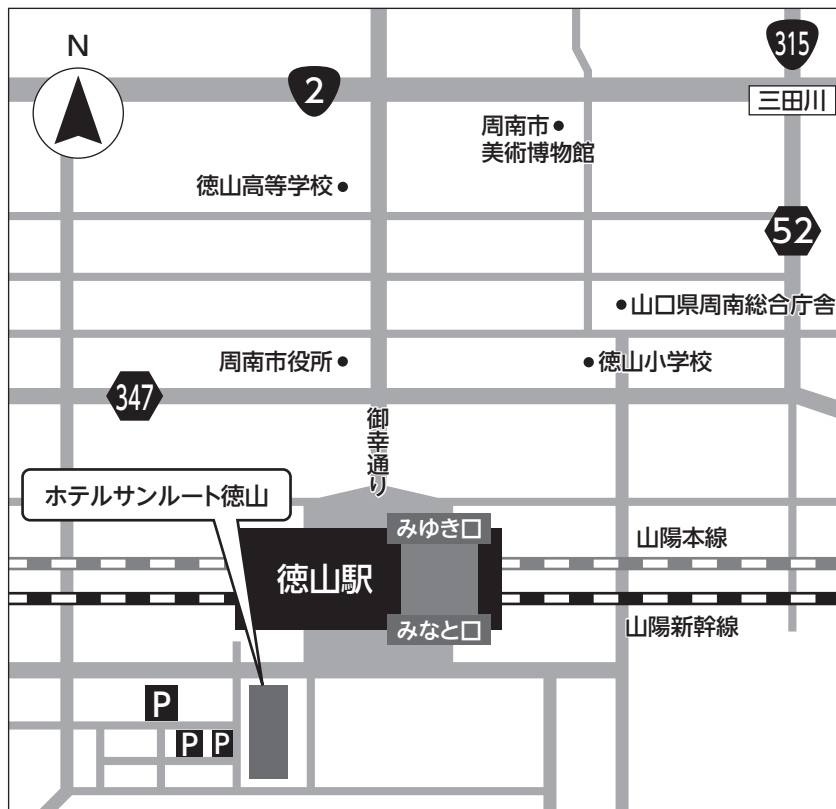 N
315
2
三田川
周南市
美術博物館
徳山高等学校
52
山口県周南総合庁舎
周南市役所
徳山小学校
347
御幸通り
ホテルサンルート徳山
みゆき口
山陽本線
徳山駅
みなと口
山陽新幹線
P
P
P